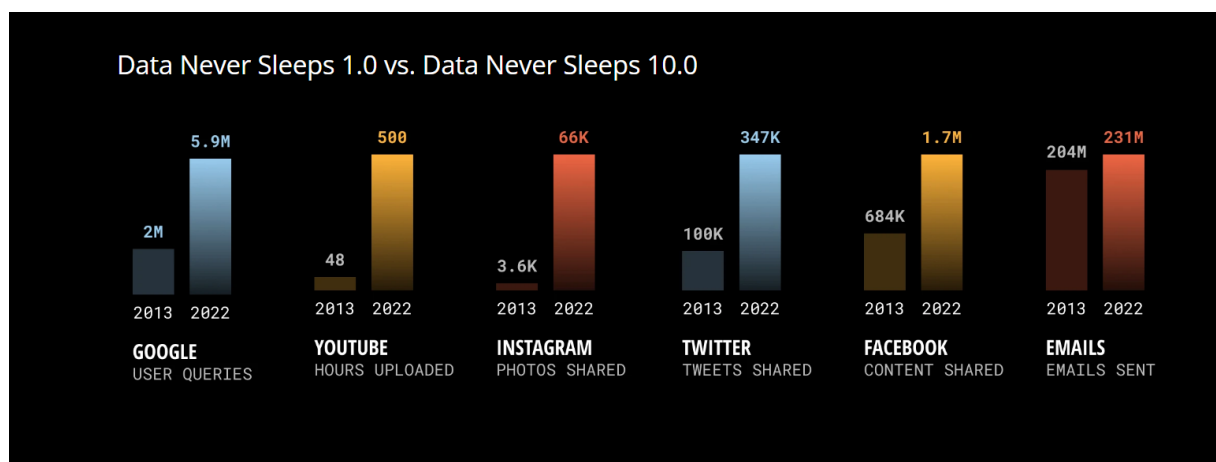 Data Never Sleeps 1.0 vs. Data Never Sleeps 10.0
5.9M
2M
2013 2022
GOOGLE
USER QUERIES
500
48
2013 2022
YOUTUBE
HOURS UPLOADED
66K
3.6K
2013 2022
INSTAGRAM
PHOTOS SHARED
347K
100K
2013 2022
TWITTER
TWEETS SHARED
1.7M
684K
2013 2022
FACEBOOK
CONTENT SHARED
231M
204M
2013 2022
EMAILS
EMAILS SENT